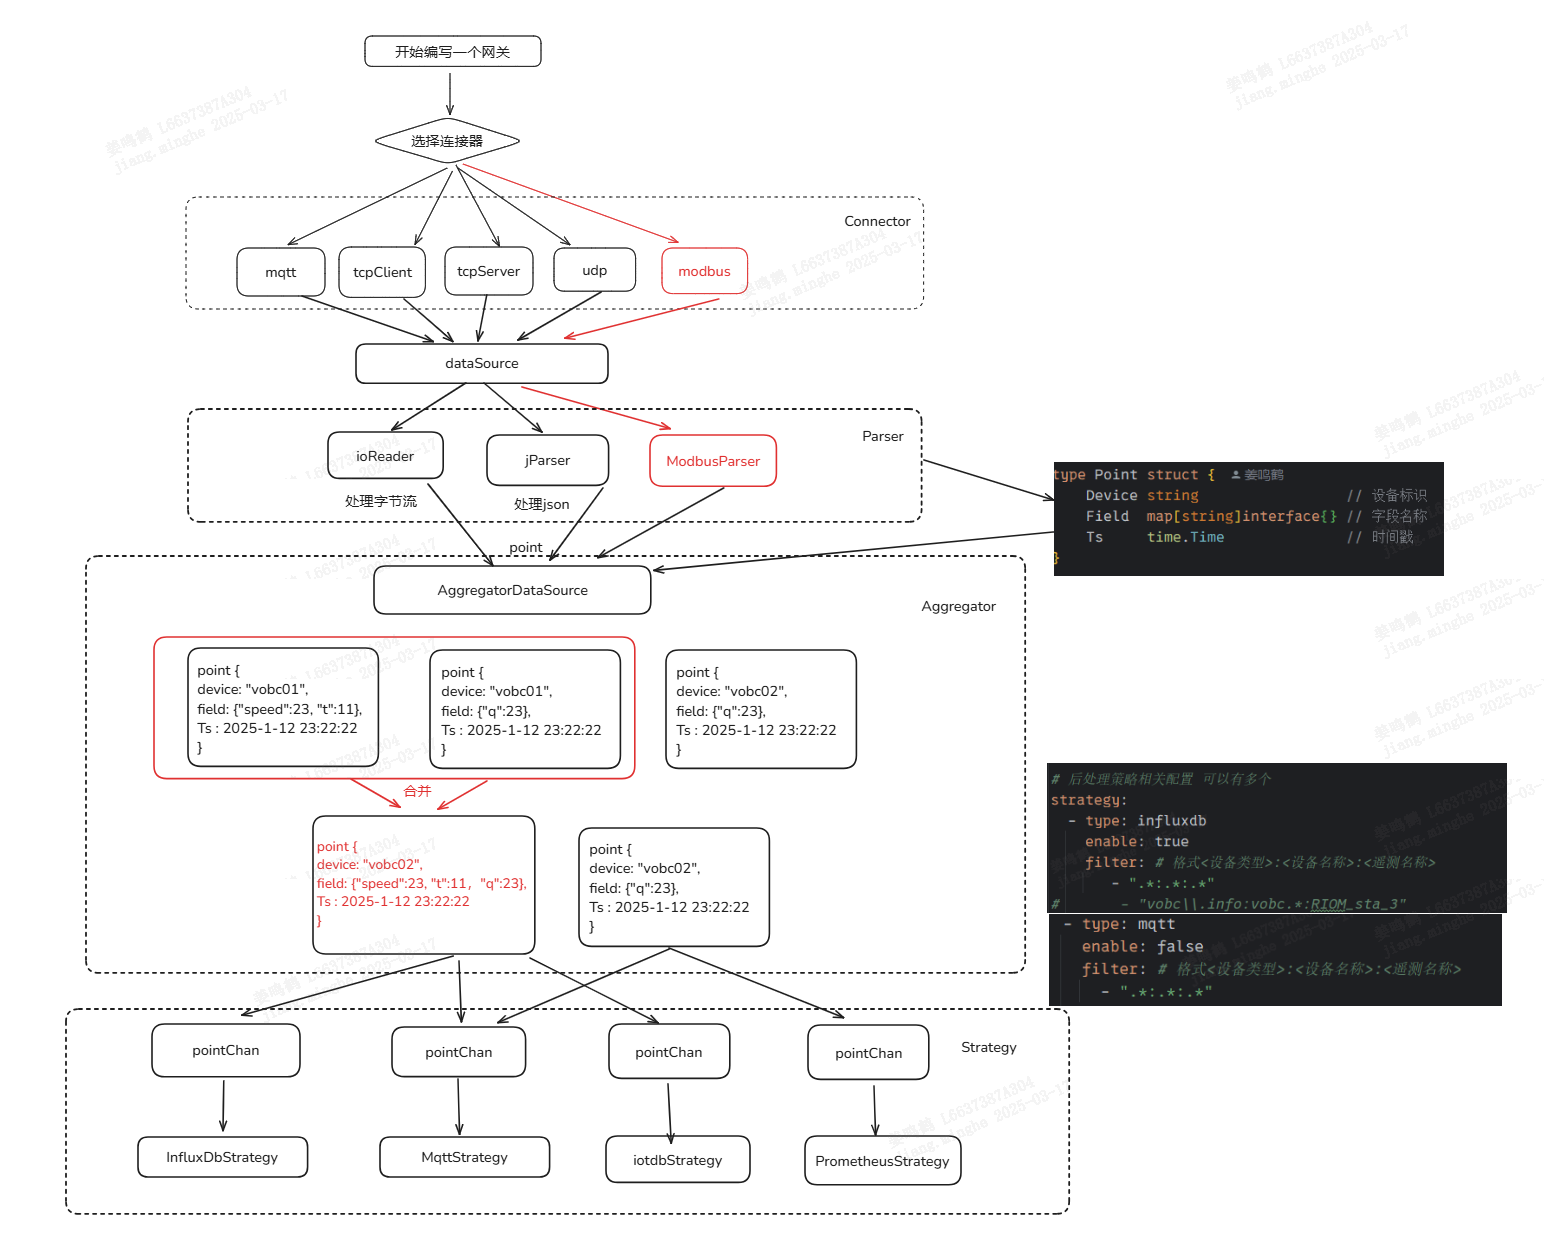 开始编写一个网关
选择连接器
Connector
mqtt
tcpClient
tcpServer
udp
modbus
dataSource
Parser
ioReader
jParser
ModbusParser
处理字节流
处理json
point
type Point struct { 姜鸣鹤
Device string // 设备标识
Field map[string]interface{} // 字段名称
Ts time.Time // 时间戳
}
AggregatorDataSource
Aggregator
point {
device: "vobc01",
field: {"speed":23, "t":11},
Ts : 2025-1-12 23:22:22
}
point {
device: "vobc01",
field: {"q":23},
Ts : 2025-1-12 23:22:22
}
point {
device: "vobc02",
field: {"q":23},
Ts : 2025-1-12 23:22:22
}
合并
point {
device: "vobc02",
field: {"speed":23, "t":11，"q":23},
Ts : 2025-1-12 23:22:22
}
point {
device: "vobc02",
field: {"q":23},
Ts : 2025-1-12 23:22:22
}
# 后处理策略相关配置 可以有多个
strategy:
- type: influxdb
enable: true
filter: # 格式<设备类型>:<设备名称>:<遥测名称>
- ".*:.*:.*"
# - "vobc\\.info:vobc.*:RIOM_sta_3"
- type: mqtt
enable: false
filter: # 格式<设备类型>:<设备名称>:<遥测名称>
- ".*:.*:.*"
pointChan
pointChan
pointChan
pointChan
Strategy
InfluxDbStrategy
MqttStrategy
iotdbStrategy
PrometheusStrategy
姜鸣鹤 L6637387A304
jiang.minghe 2025-03-17